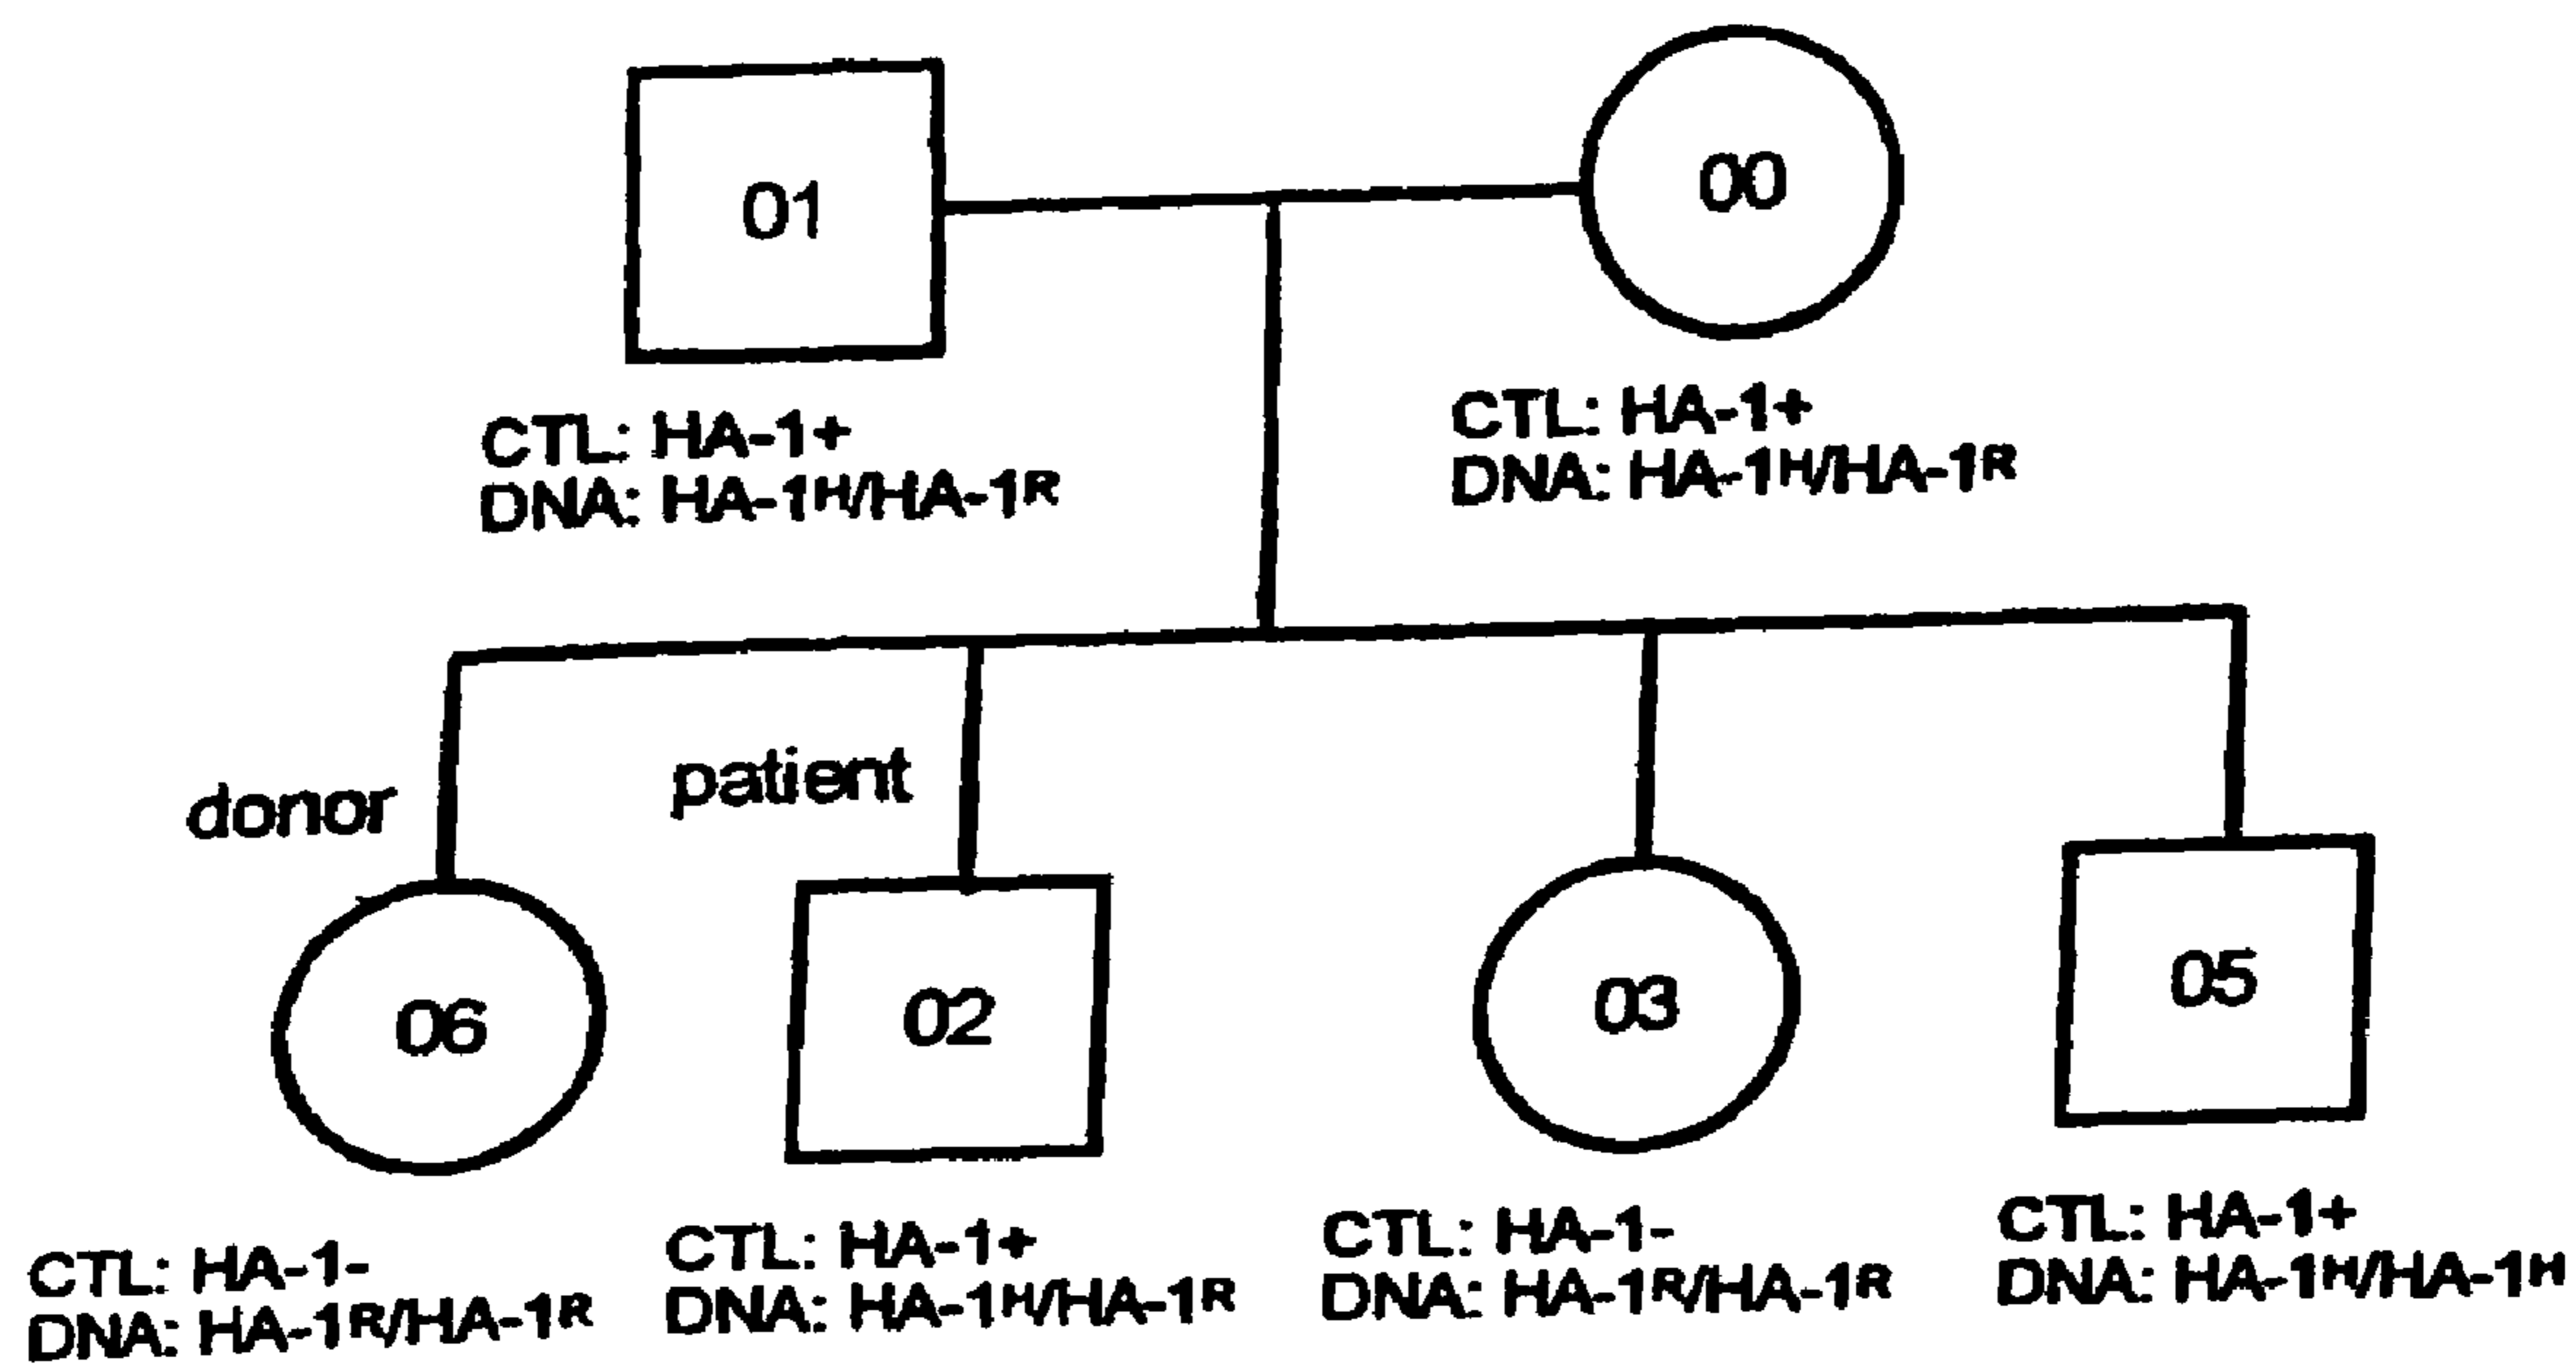 01
00
CTL: HA-1+
DNA: HA-1ᴴ/HA-1ᴿ
CTL: HA-1+
DNA: HA-1ᴴ/HA-1ᴿ
donor
patient
06
02
03
05
CTL: HA-1-
DNA: HA-1ᴿ/HA-1ᴿ
CTL: HA-1+
DNA: HA-1ᴴ/HA-1ᴿ
CTL: HA-1-
DNA: HA-1ᴿ/HA-1ᴿ
CTL: HA-1+
DNA: HA-1ᴴ/HA-1ᴴ